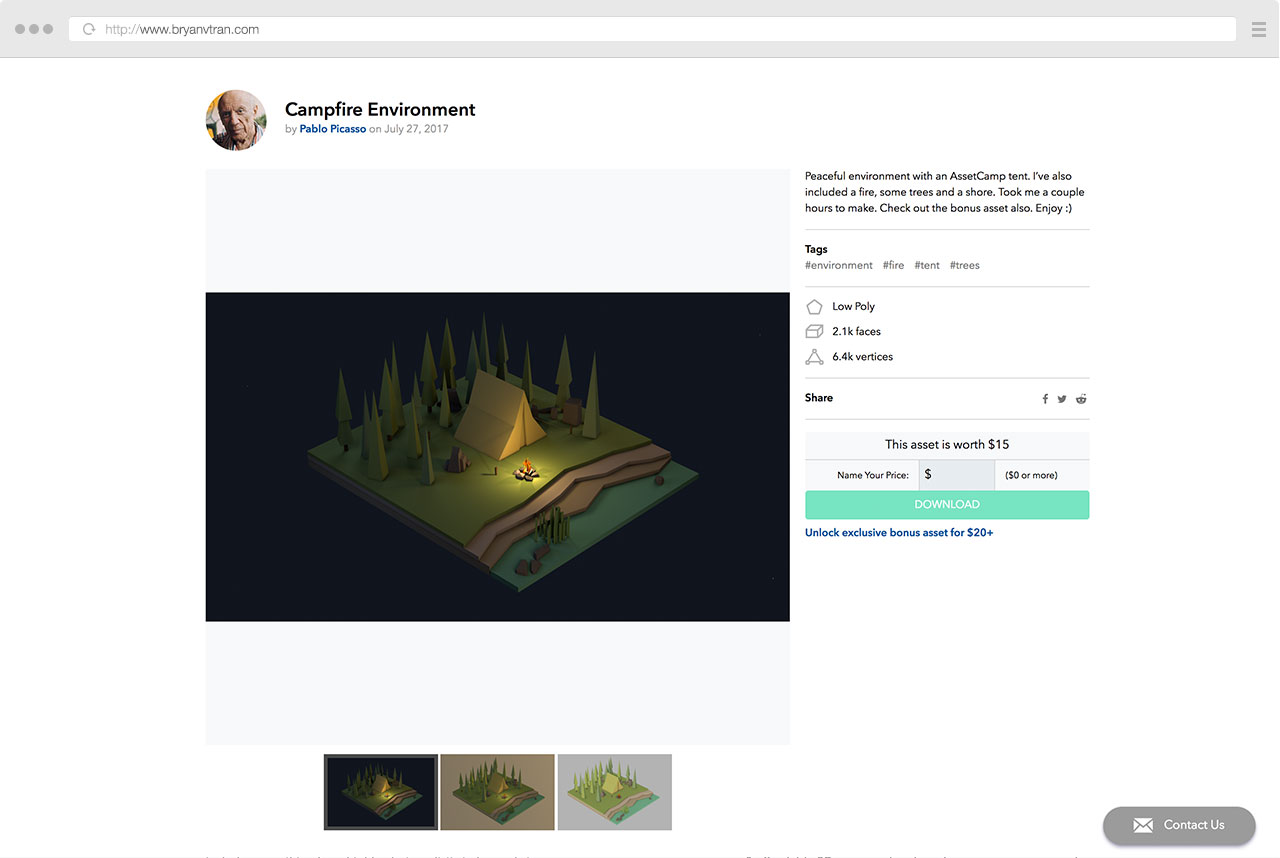 http://www.bryanvtran.com
Campfire Environment
by Pablo Picasso on July 27, 2017
Peaceful environment with an AssetCamp tent. I've also
included a fire, some trees and a shore. Took me a couple
hours to make. Check out the bonus asset also. Enjoy :)
Tags
#environment #fire #tent #trees
Low Poly
2.1k faces
6.4k vertices
Share
This asset is worth $15
Name Your Price: $ ($0 or more)
DOWNLOAD
Unlock exclusive bonus asset for $20+
Contact Us